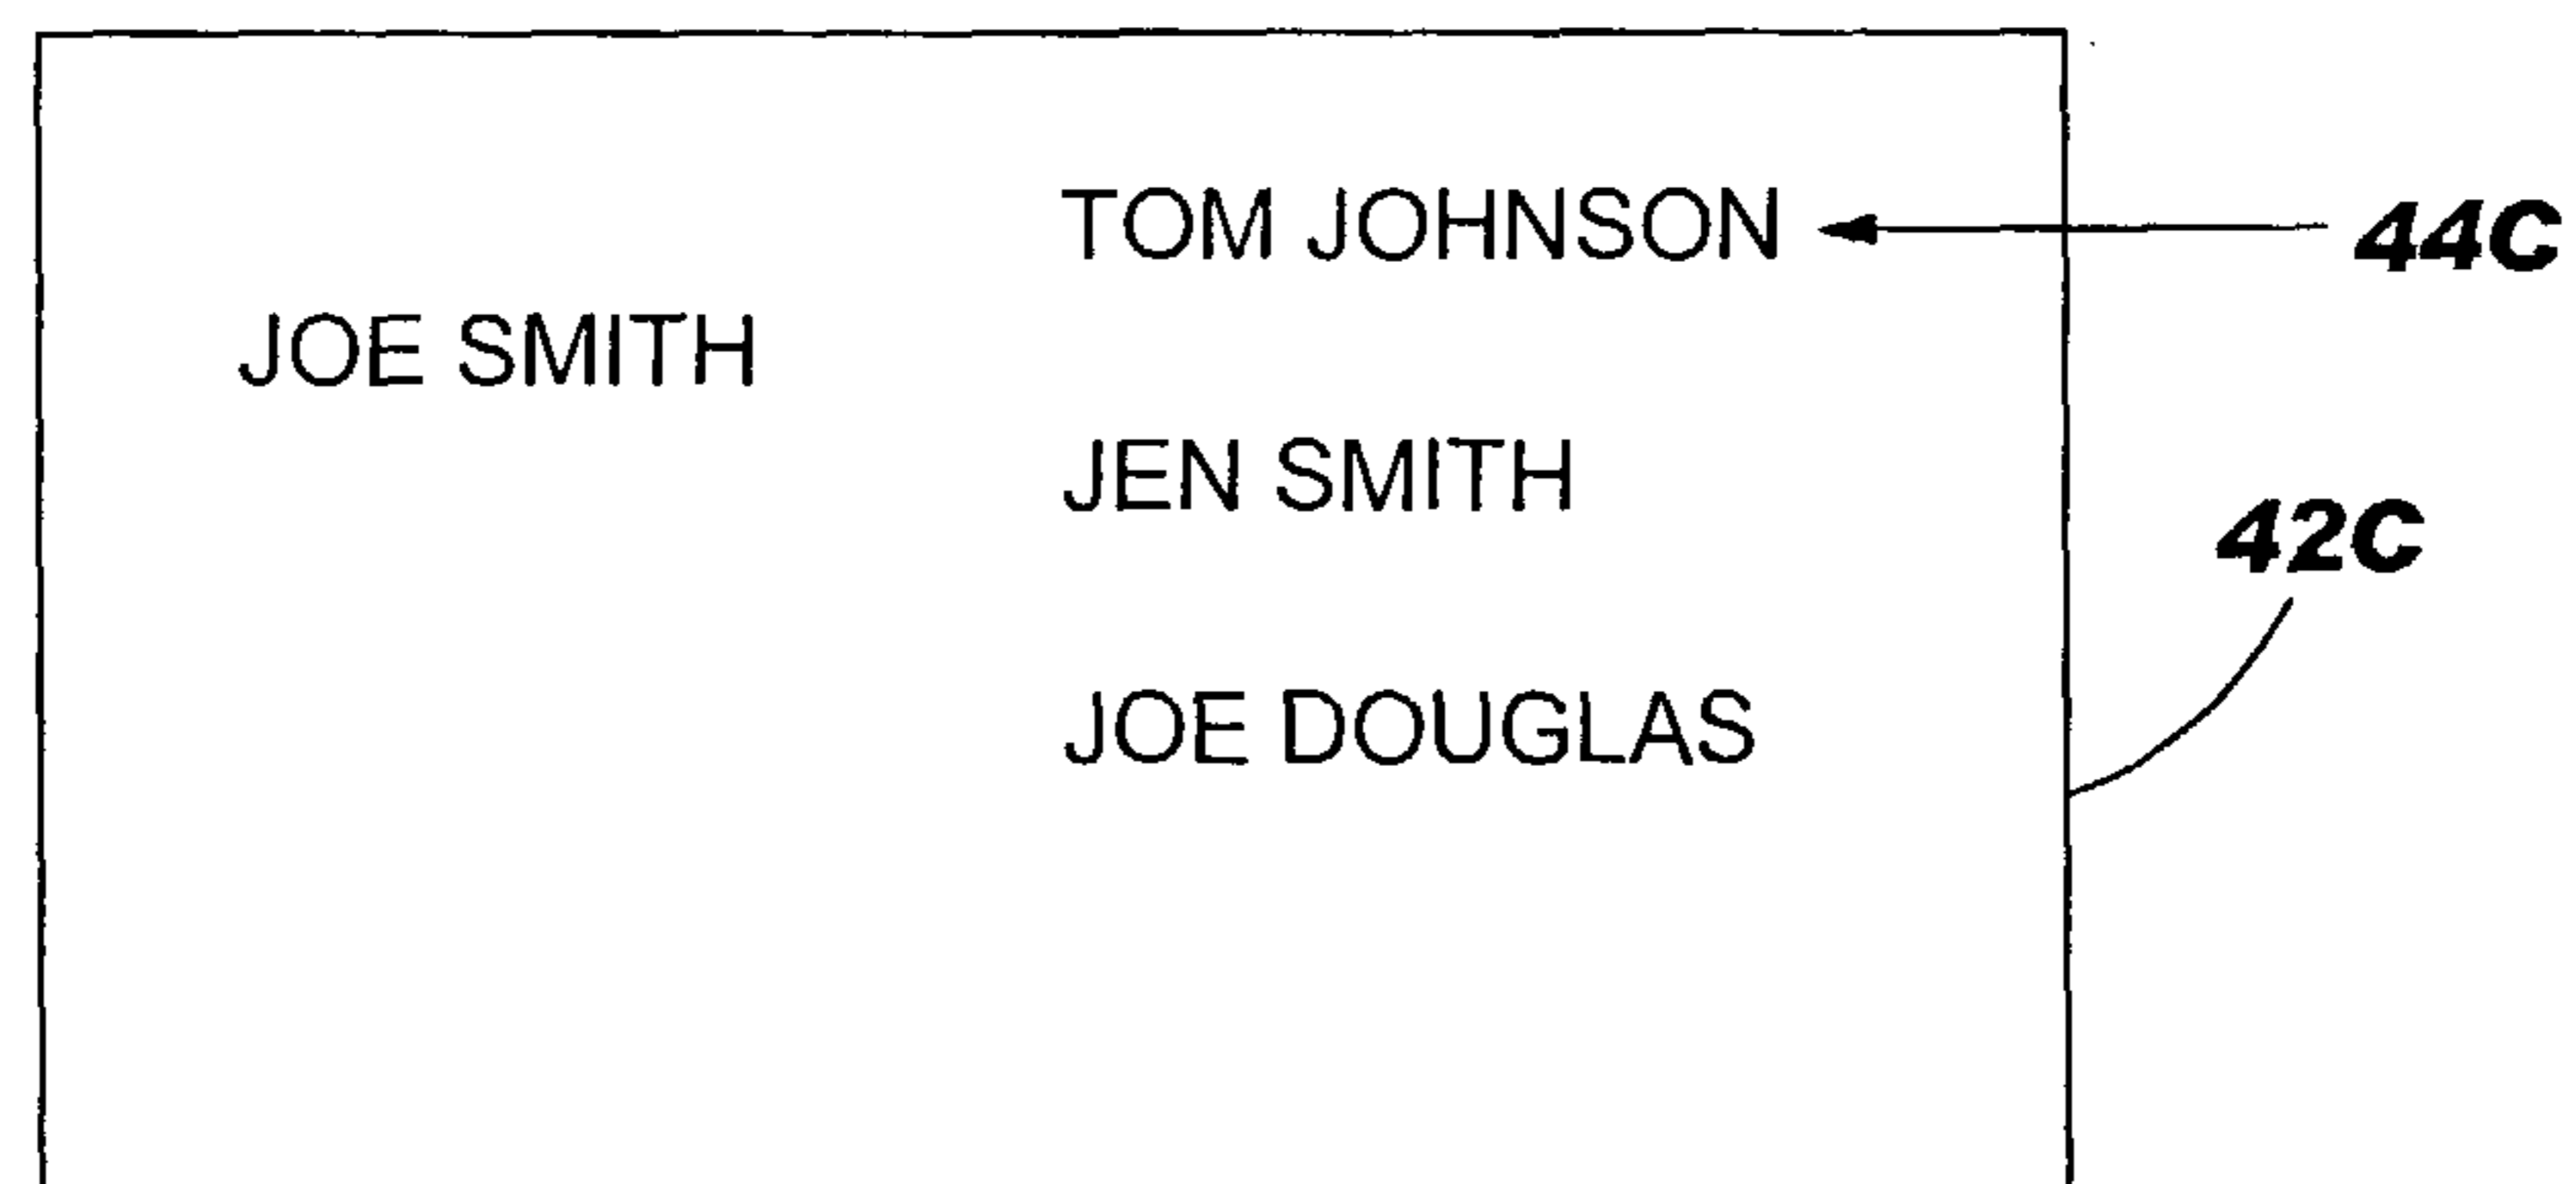 TOM JOHNSON
44C
JOE SMITH
JEN SMITH
42C
JOE DOUGLAS